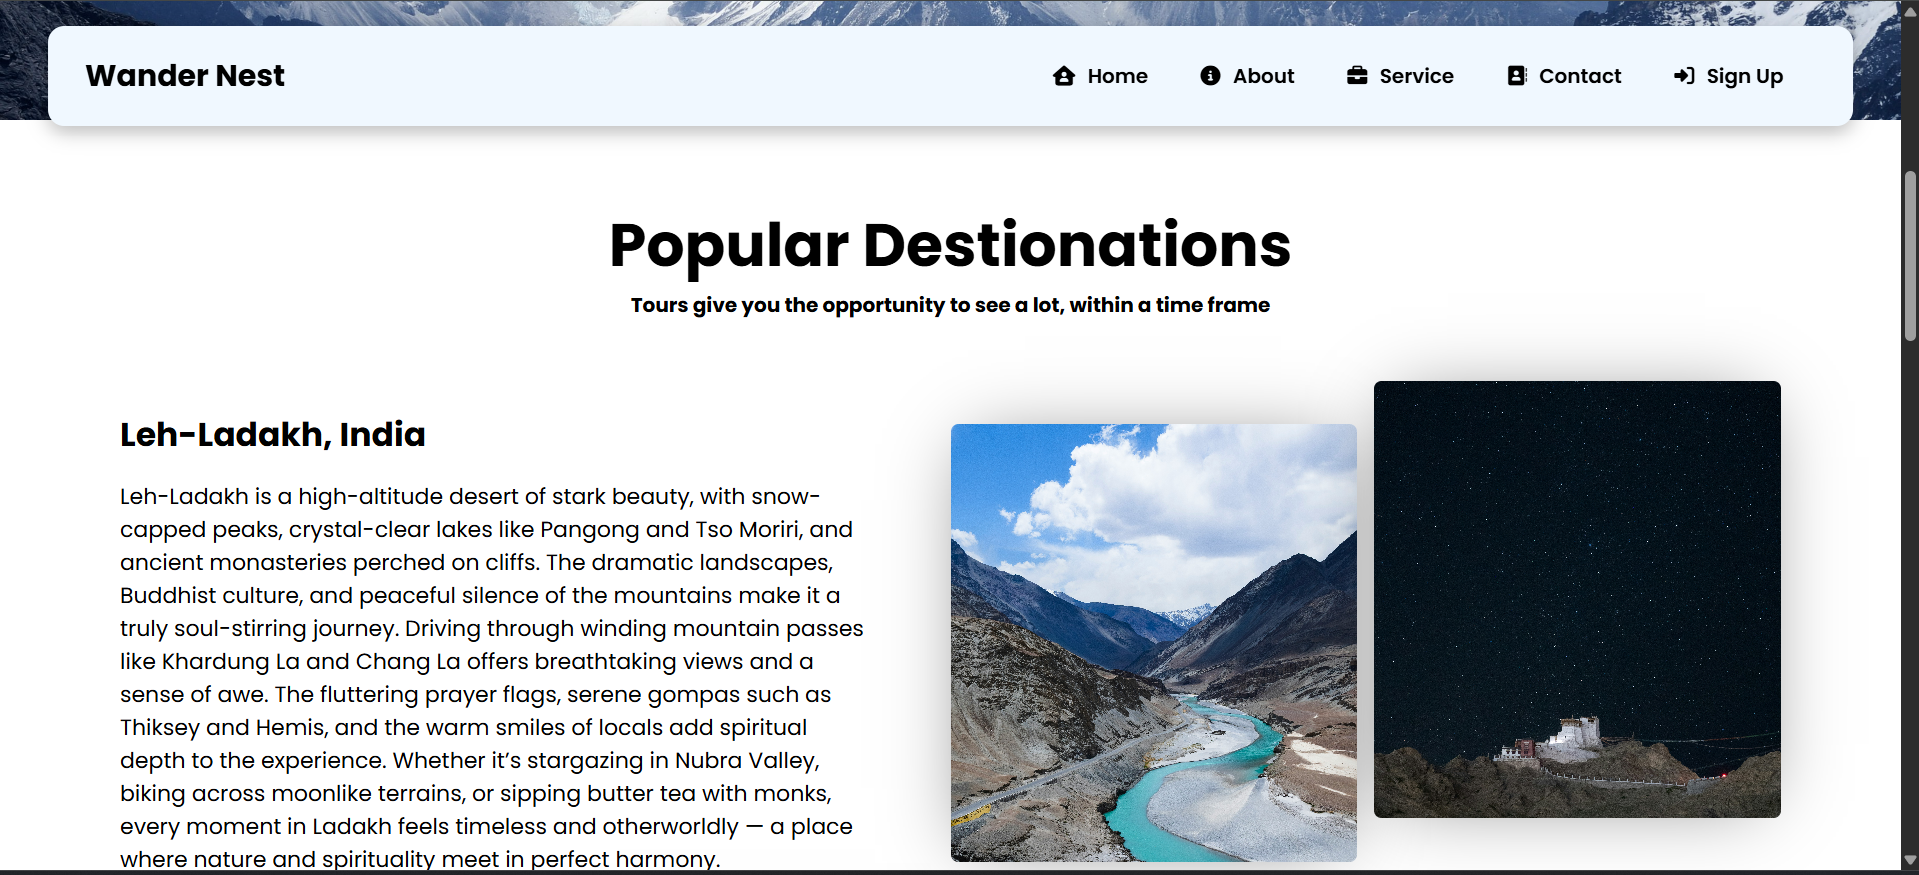 Wander Nest
Home
About
Service
Contact
Sign Up
Popular Destionations
Tours give you the opportunity to see a lot, within a time frame
Leh-Ladakh, India
Leh-Ladakh is a high-altitude desert of stark beauty, with snow-
capped peaks, crystal-clear lakes like Pangong and Tso Moriri, and
ancient monasteries perched on cliffs. The dramatic landscapes,
Buddhist culture, and peaceful silence of the mountains make it a
truly soul-stirring journey. Driving through winding mountain passes
like Khardung La and Chang La offers breathtaking views and a
sense of awe. The fluttering prayer flags, serene gompas such as
Thiksey and Hemis, and the warm smiles of locals add spiritual
depth to the experience. Whether it’s stargazing in Nubra Valley,
biking across moonlike terrains, or sipping butter tea with monks,
every moment in Ladakh feels timeless and otherworldly — a place
where nature and spirituality meet in perfect harmony.